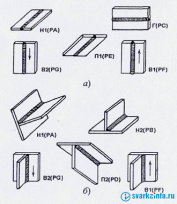 Н1(PA)
П1(PE)
Г(PC)
В2(PG)
В1(PF)
а)
Н1(PA)
Н2(PB)
В2(PG)
П2(PD)
В1(PF)
б)
svarkainfo.ru